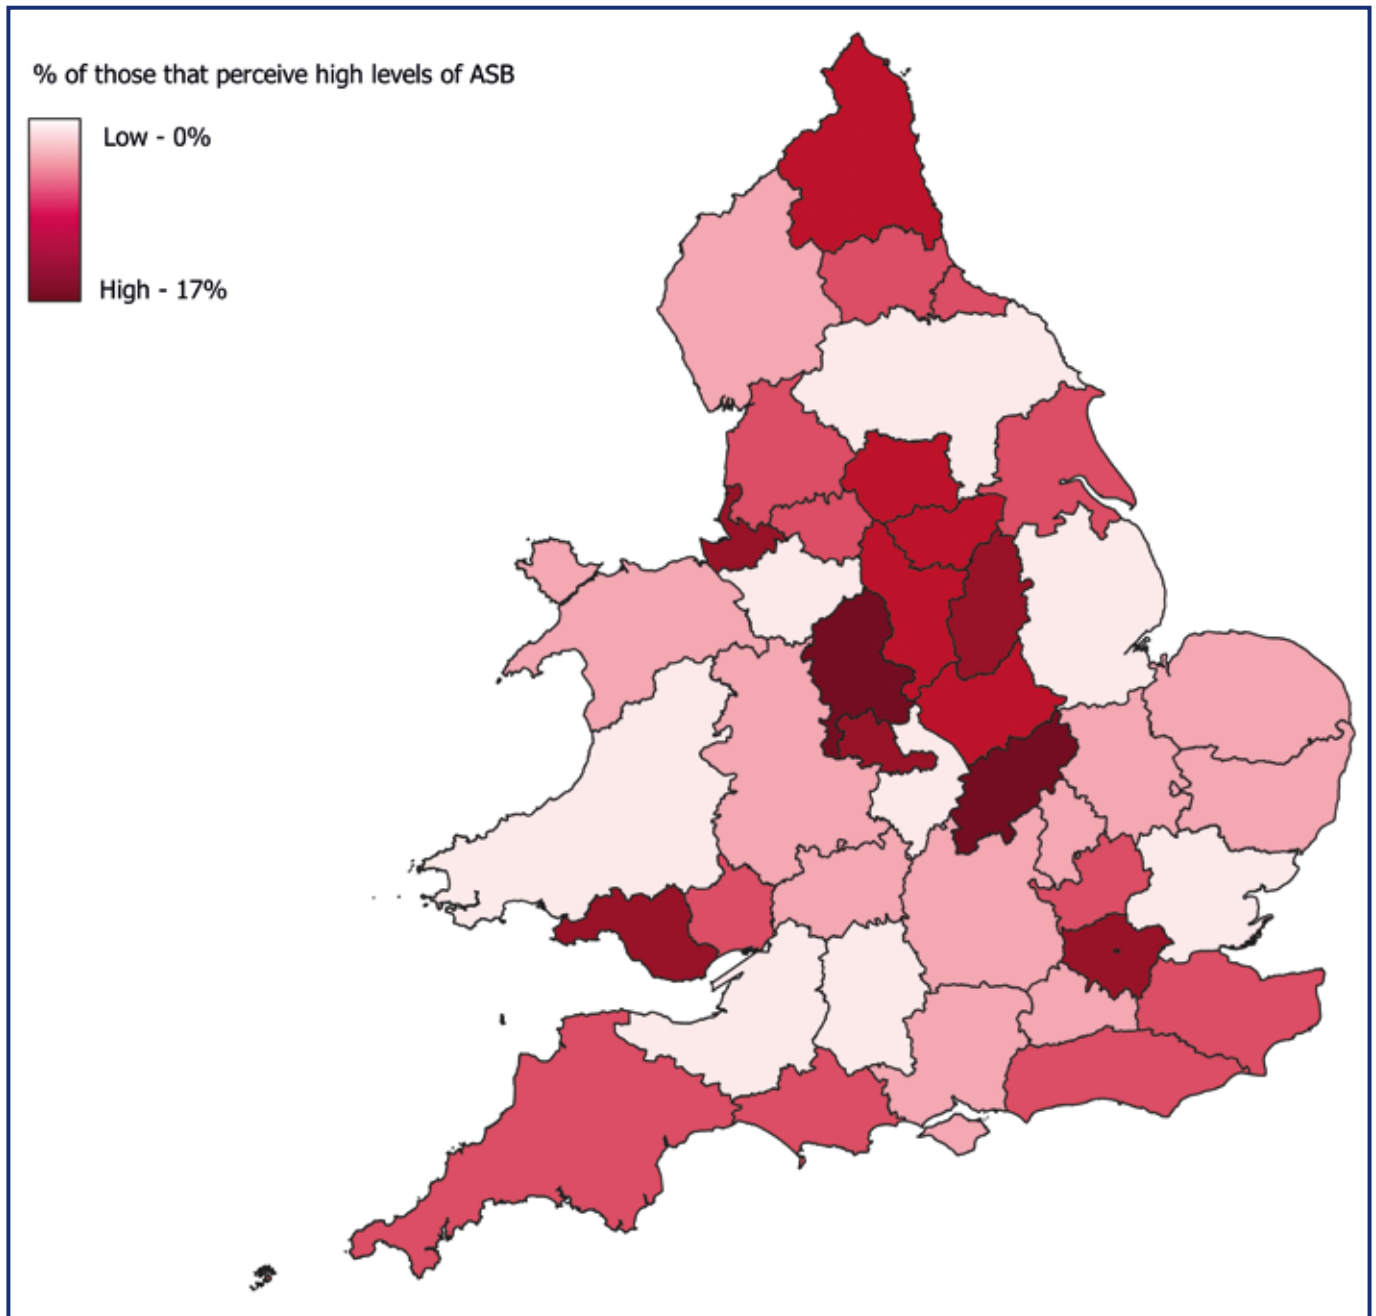 % of those that perceive high levels of ASB
Low - 0%
High - 17%